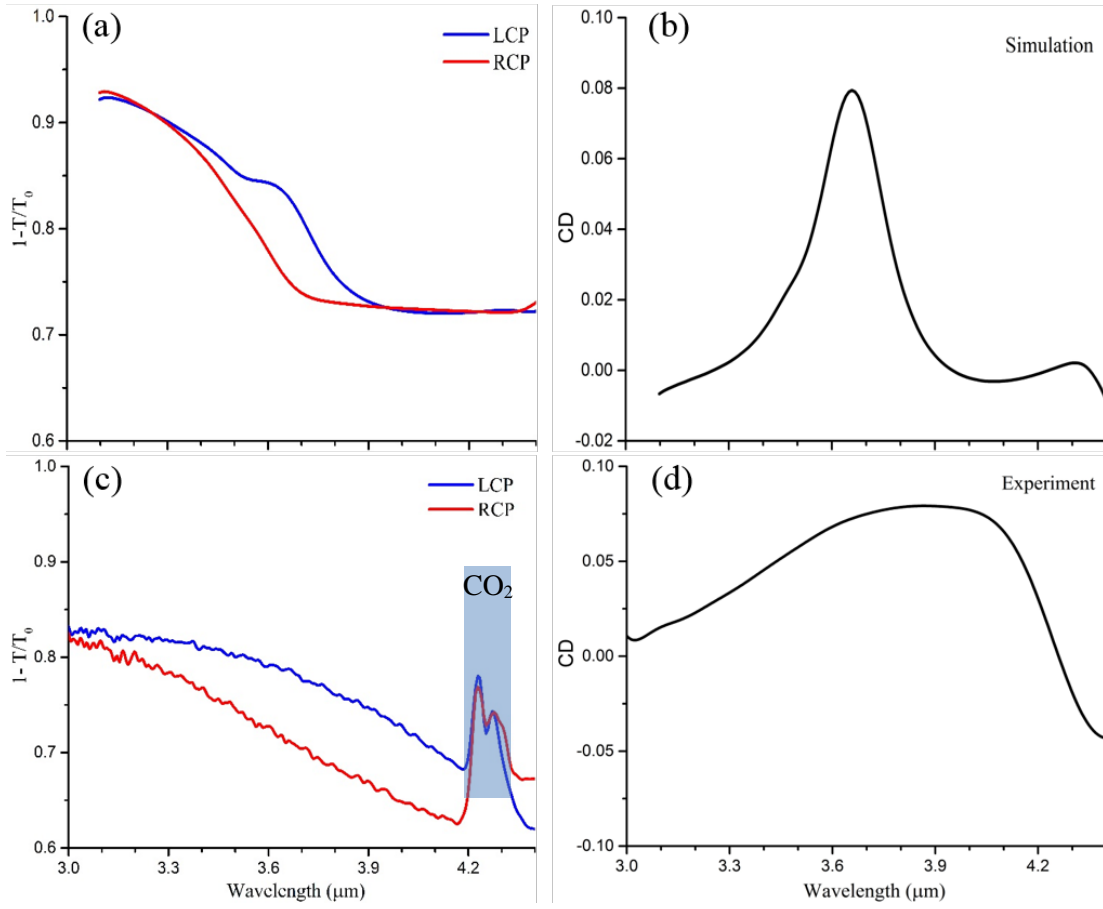 (a)
LCP
RCP
1.0
0.9
0.8
0.7
0.6
1-T/T0
(b)
Simulation
0.10
0.08
0.06
0.04
0.02
0.00
-0.02
CD
(c)
LCP
RCP
CO2
1.0
0.9
0.8
0.7
0.6
1- T/T0
3.0 3.3 3.6 3.9 4.2
Wavelength (μm)
(d)
Experiment
0.10
0.05
0.00
-0.05
-0.10
CD
3.0 3.3 3.6 3.9 4.2
Wavelength (μm)